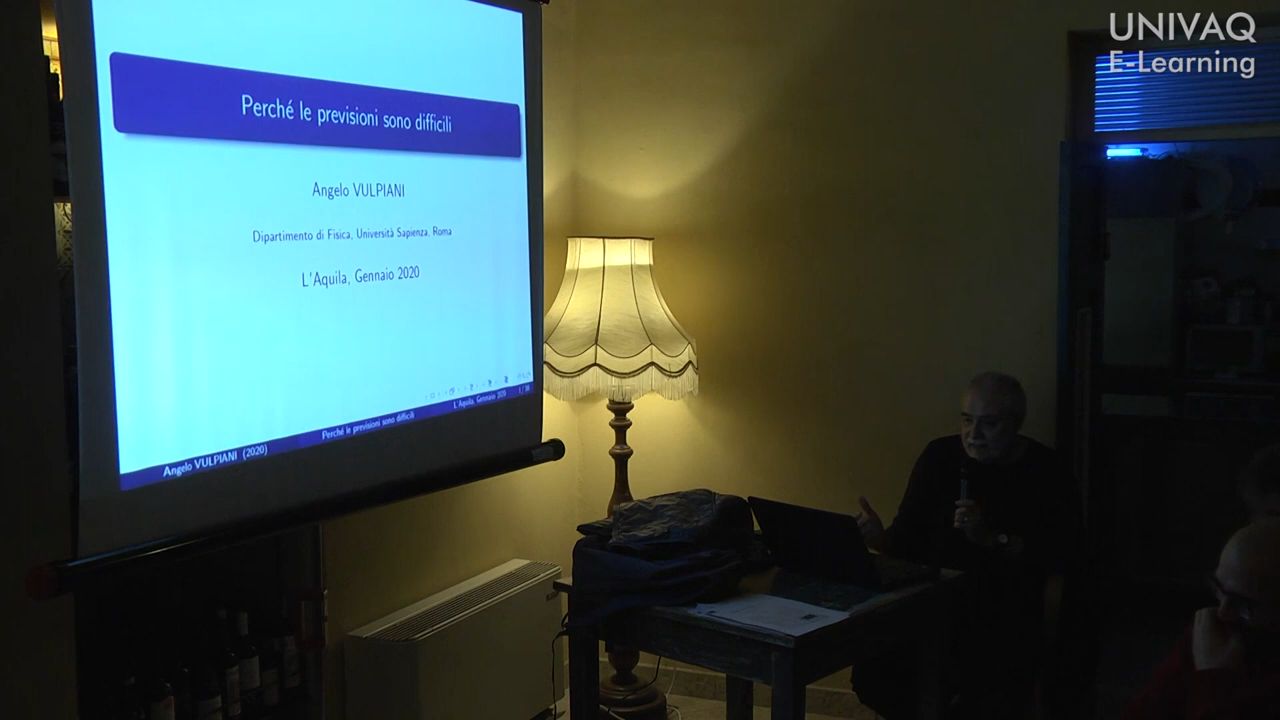 UNIVAQ
E-Learning
Perché le previsioni sono difficili
Angelo VULPIANI
Dipartimento di Fisica, Università Sapienza, Roma
L'Aquila, Gennaio 2020
Angelo VULPIANI (2020)
Perché le previsioni sono difficili
L'Aquila, Gennaio 2020